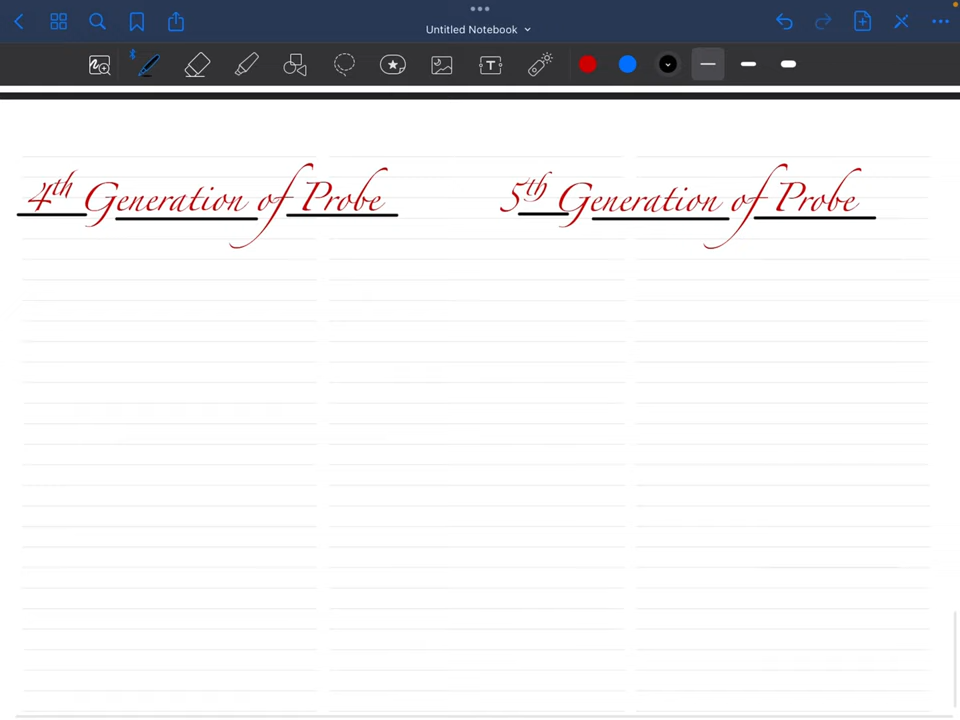 Untitled Notebook
4th Generation of Probe
5th Generation of Probe